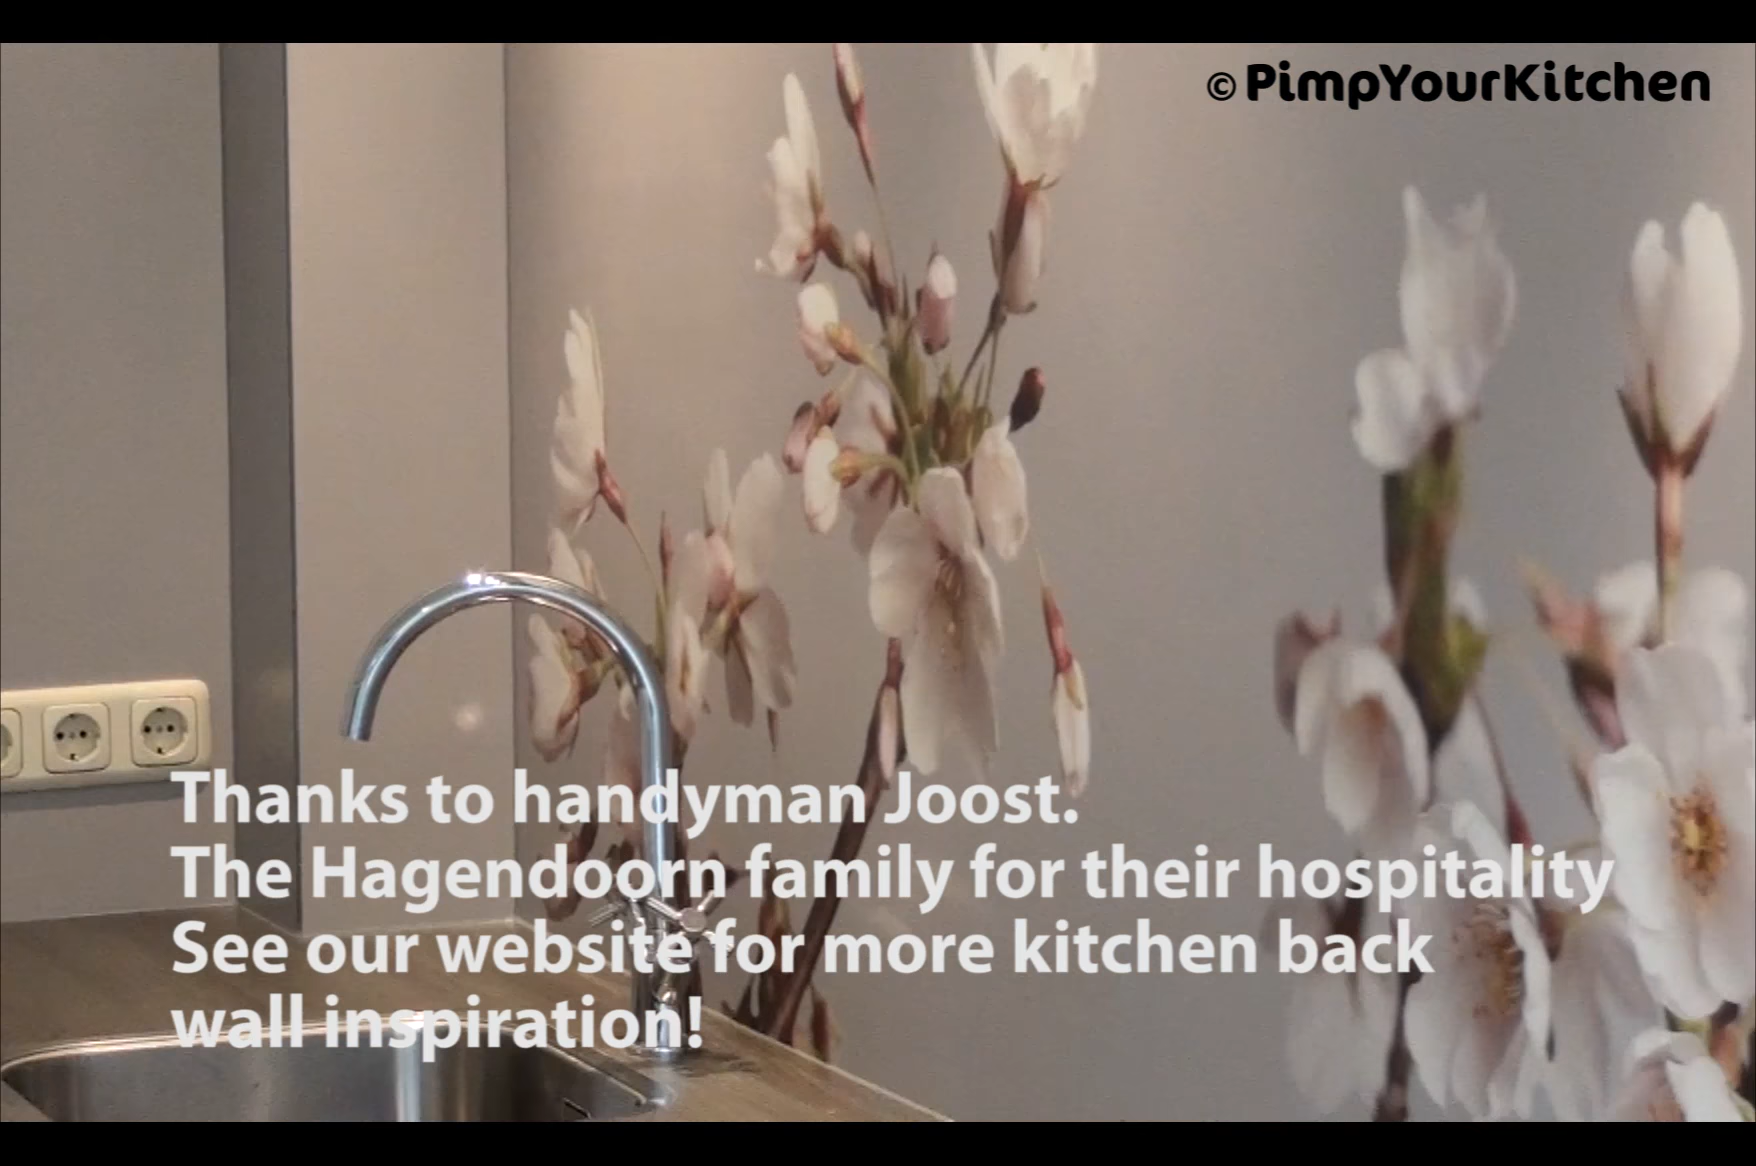 © PimpYourKitchen
Thanks to handyman Joost.
The Hagendoorn family for their hospitality
See our website for more kitchen back
wall inspiration!